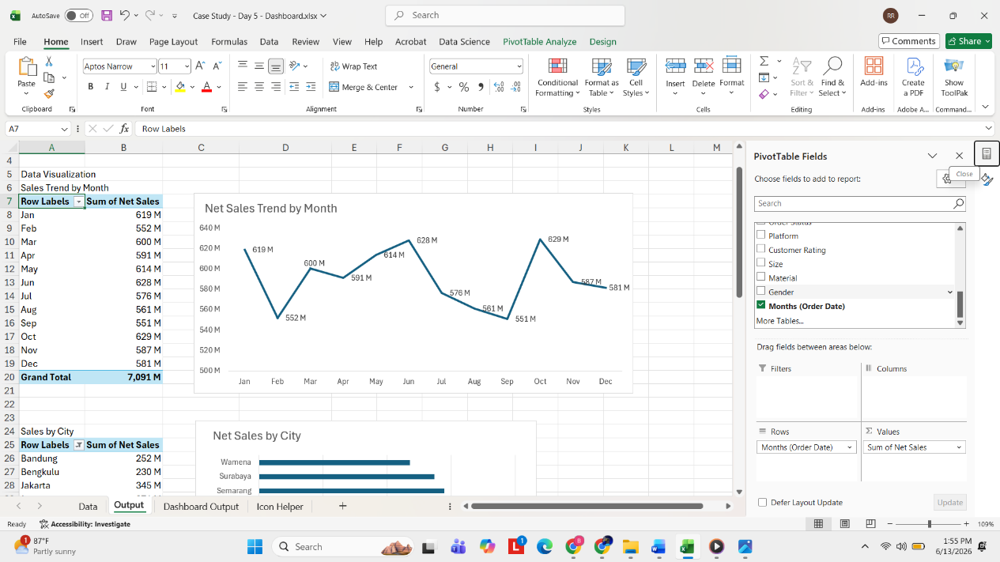 AutoSave Off Case Study - Day 5 - Dashboard.xlsx Search RR
File Home Insert Draw Page Layout Formulas Data Review View Help Acrobat Data Science PivotTable Analyze Design Comments Share
Paste Aptos Narrow 11 Wrap Text General Conditional Formatting Format as Table Cell Styles Insert Delete Format Sort & Filter Find & Select Add-ins Create a PDF Show ToolPak
B I U A Merge & Center $ %
Clipboard Font Alignment Number Styles Cells Editing Add-ins Adobe A... Command...
A7 fx Row Labels
A B C D E F G H I J K L M
4
5 Data Visualization
6 Sales Trend by Month
7 Row Labels Sum of Net Sales
8 Jan 619 M
9 Feb 552 M
10 Mar 600 M
11 Apr 591 M
12 May 614 M
13 Jun 628 M
14 Jul 576 M
15 Aug 561 M
16 Sep 551 M
17 Oct 629 M
18 Nov 587 M
19 Dec 581 M
20 Grand Total 7,091 M
21
22
23
24 Sales by City
25 Row Labels Sum of Net Sales
26 Bandung 252 M
27 Bengkulu 230 M
28 Jakarta 345 M
Net Sales Trend by Month
640 M
620 M
600 M
580 M
560 M
540 M
520 M
500 M
619 M 552 M 600 M 591 M 614 M 628 M 576 M 561 M 551 M 629 M 587 M 581 M
Jan Feb Mar Apr May Jun Jul Aug Sep Oct Nov Dec
Net Sales by City
Wamena
Surabaya
Semarang
PivotTable Fields
Close
Choose fields to add to report:
Search
Order Status
Platform
Customer Rating
Size
Material
Gender
Months (Order Date)
More Tables...
Drag fields between areas below:
Filters Columns
Rows Values
Months (Order Date) Sum of Net Sales
Defer Layout Update Update
Data Output Dashboard Output Icon Helper
Ready Accessibility: Investigate 109%
1 87°F
Partly sunny
Search
1
1:55 PM
6/13/2026